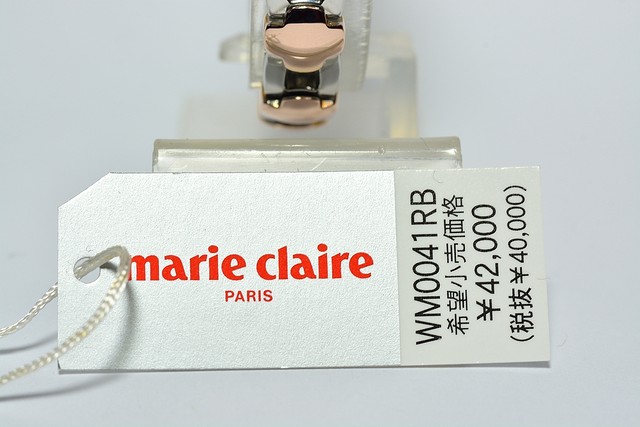 marie claire
PARIS
WM0041RB
希望小売価格
￥42,000
(税抜￥40,000)